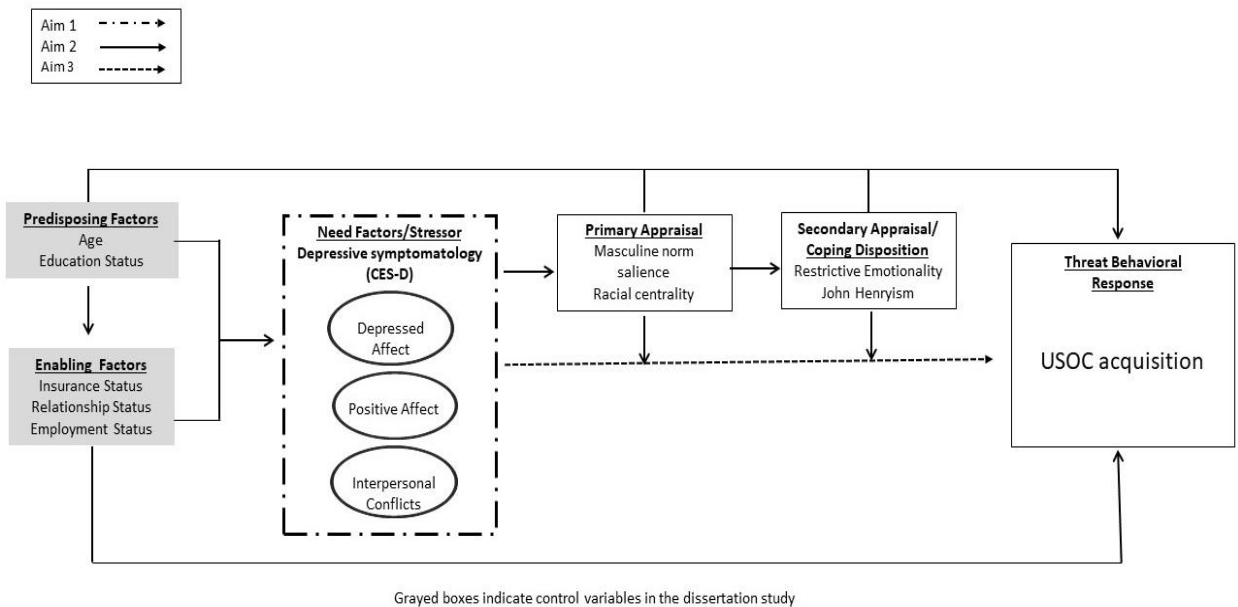 Aim 1
Aim 2
Aim 3
Predisposing Factors
Age
Education Status
Enabling Factors
Insurance Status
Relationship Status
Employment Status
Need Factors/Stressor
Depressive symptomatology
(CES-D)
Depressed
Affect
Positive Affect
Interpersonal
Conflicts
Primary Appraisal
Masculine norm
salience
Racial centrality
Secondary Appraisal/
Coping Disposition
Restrictive Emotionality
John Henryism
Threat Behavioral
Response
USOC acquisition
Grayed boxes indicate control variables in the dissertation study